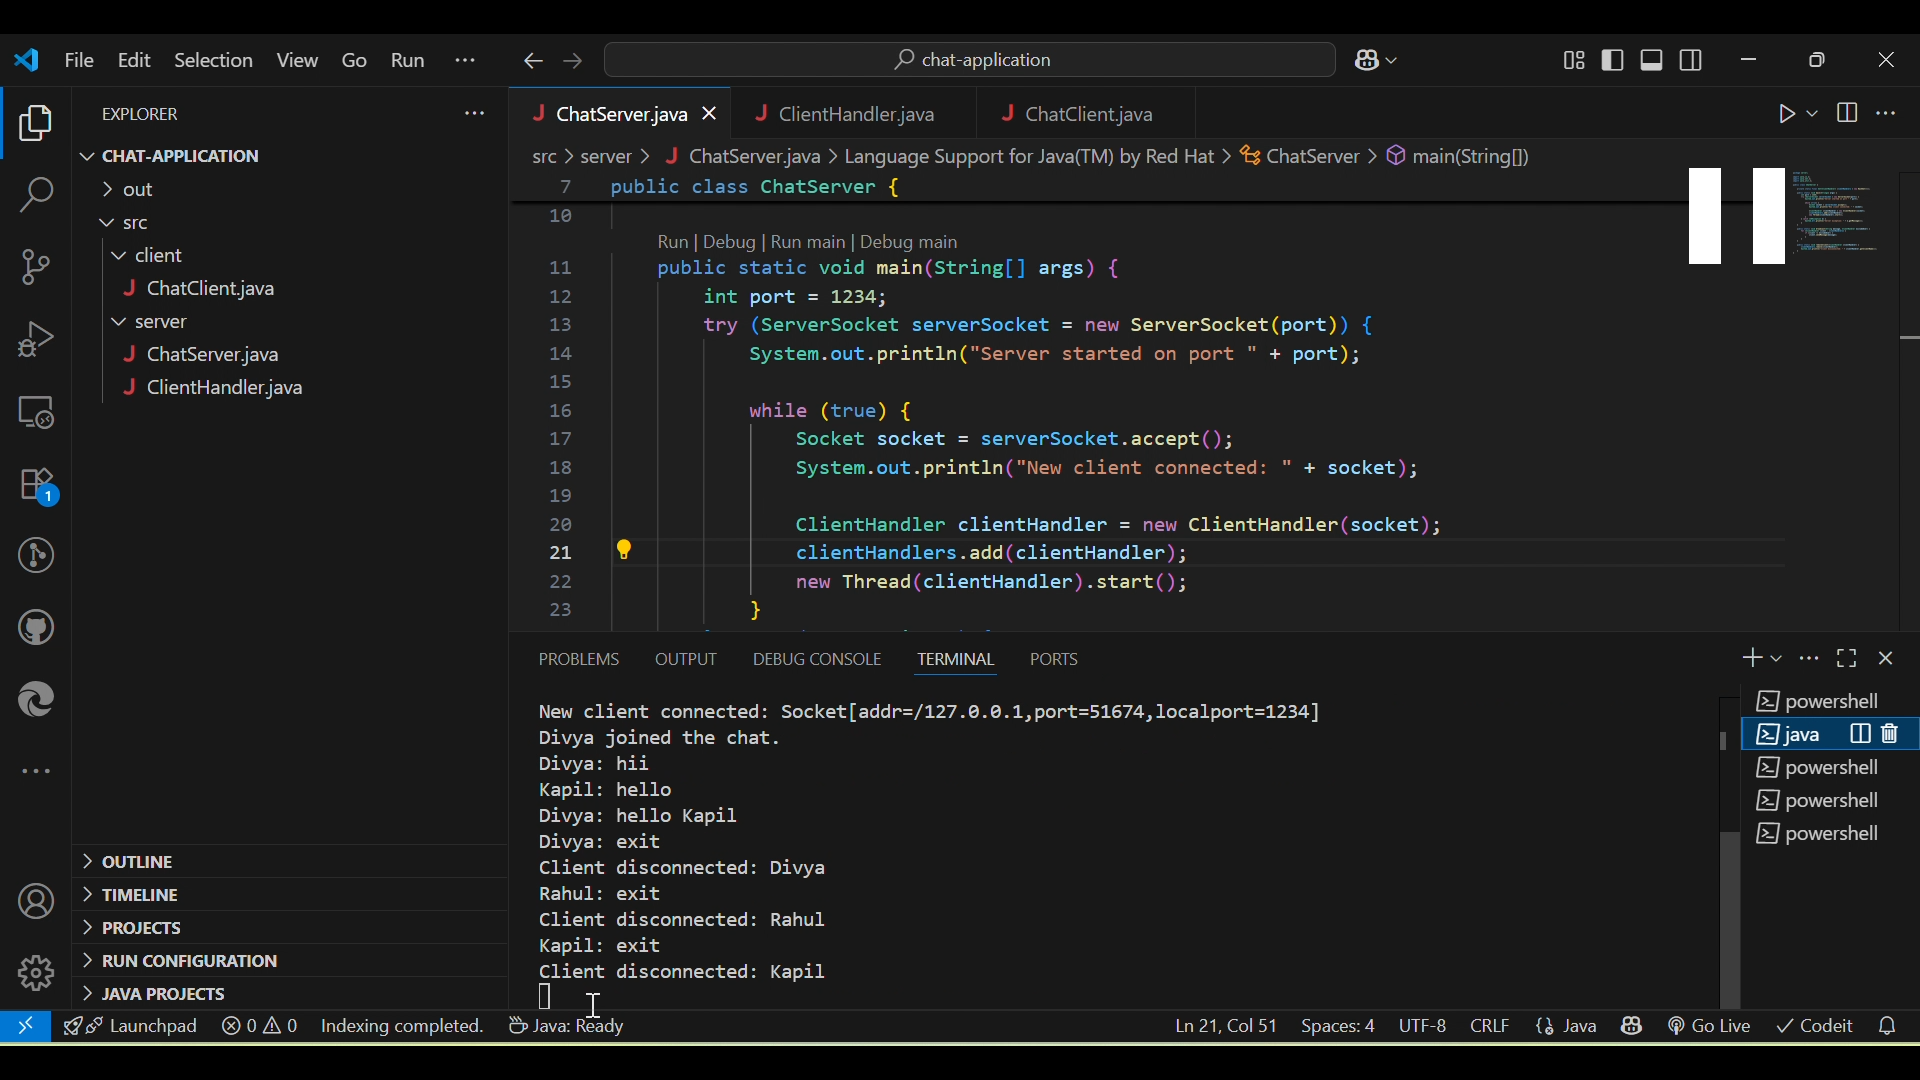 File Edit Selection View Go Run ··· chat-application
EXPLORER ···
CHAT-APPLICATION
out
src
client
J ChatClient.java
server
J ChatServer.java
J ClientHandler.java
OUTLINE
TIMELINE
PROJECTS
RUN CONFIGURATION
JAVA PROJECTS
1
J ChatServer.java J ClientHandler.java J ChatClient.java
src > server > J ChatServer.java > Language Support for Java(TM) by Red Hat > ChatServer > main(String[])
7 public class ChatServer {
10
Run | Debug | Run main | Debug main
11 public static void main(String[] args) {
12 int port = 1234;
13 try (ServerSocket serverSocket = new ServerSocket(port)) {
14 System.out.println("Server started on port " + port);
15
16 while (true) {
17 Socket socket = serverSocket.accept();
18 System.out.println("New client connected: " + socket);
19
20 ClientHandler clientHandler = new ClientHandler(socket);
21 clientHandlers.add(clientHandler);
22 new Thread(clientHandler).start();
23 }
PROBLEMS OUTPUT DEBUG CONSOLE TERMINAL PORTS
New client connected: Socket[addr=/127.0.0.1,port=51674,localport=1234]
Divya joined the chat.
Divya: hii
Kapil: hello
Divya: hello Kapil
Divya: exit
Client disconnected: Divya
Rahul: exit
Client disconnected: Rahul
Kapil: exit
Client disconnected: Kapil
powershell
java
powershell
powershell
powershell
Launchpad 0 0 Indexing completed. Java: Ready Ln 21, Col 51 Spaces: 4 UTF-8 CRLF Java Go Live Codeit